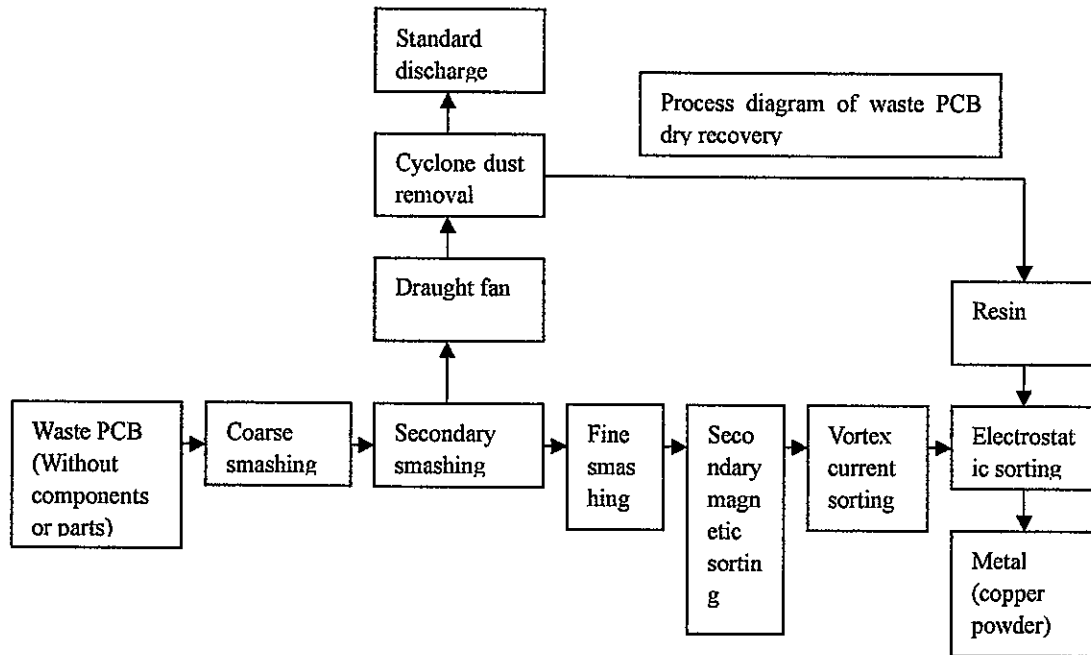 Standard
discharge
Process diagram of waste PCB
dry recovery
Cyclone dust
removal
Draught fan
Resin
Waste PCB
(Without
components
or parts)
Coarse
smashing
Secondary
smashing
Fine
smas
hing
Seco
ndary
magn
etic
sortin
g
Vortex
current
sorting
Electrostat
ic sorting
Metal
(copper
powder)